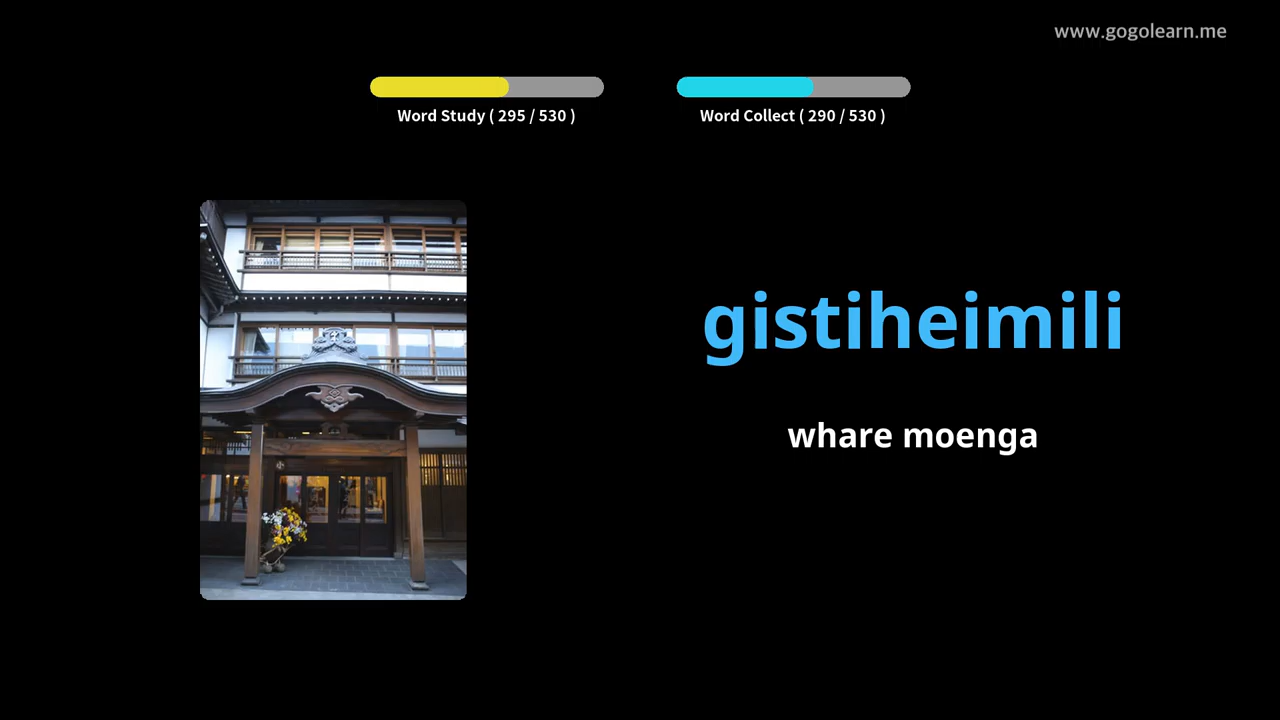 www.gogolearn.me
Word Study ( 295 / 530 )
Word Collect ( 290 / 530 )
gistiheimili
whare moenga